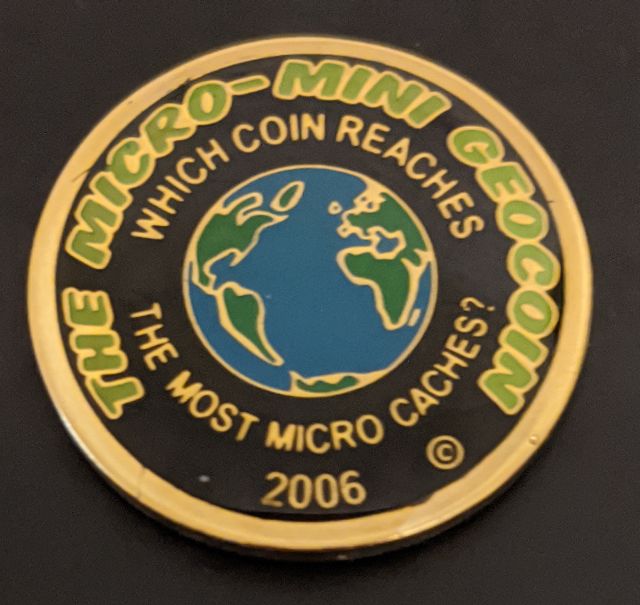 THE MICRO-MINI GEOCOIN
WHICH COIN REACHES
THE MOST MICRO CACHES?
©
2006